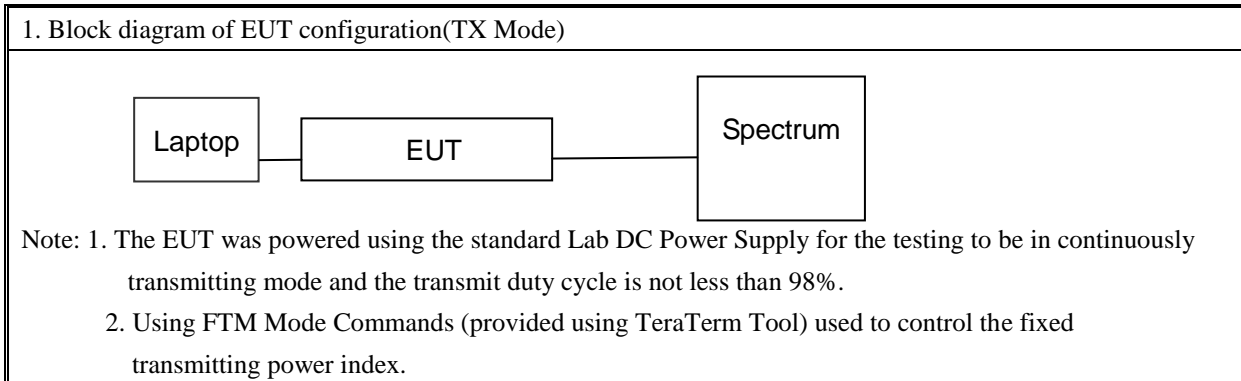 1. Block diagram of EUT configuration(TX Mode)
Laptop
EUT
Spectrum
Note: 1. The EUT was powered using the standard Lab DC Power Supply for the testing to be in continuously
transmitting mode and the transmit duty cycle is not less than 98%.
2. Using FTM Mode Commands (provided using TeraTerm Tool) used to control the fixed
transmitting power index.